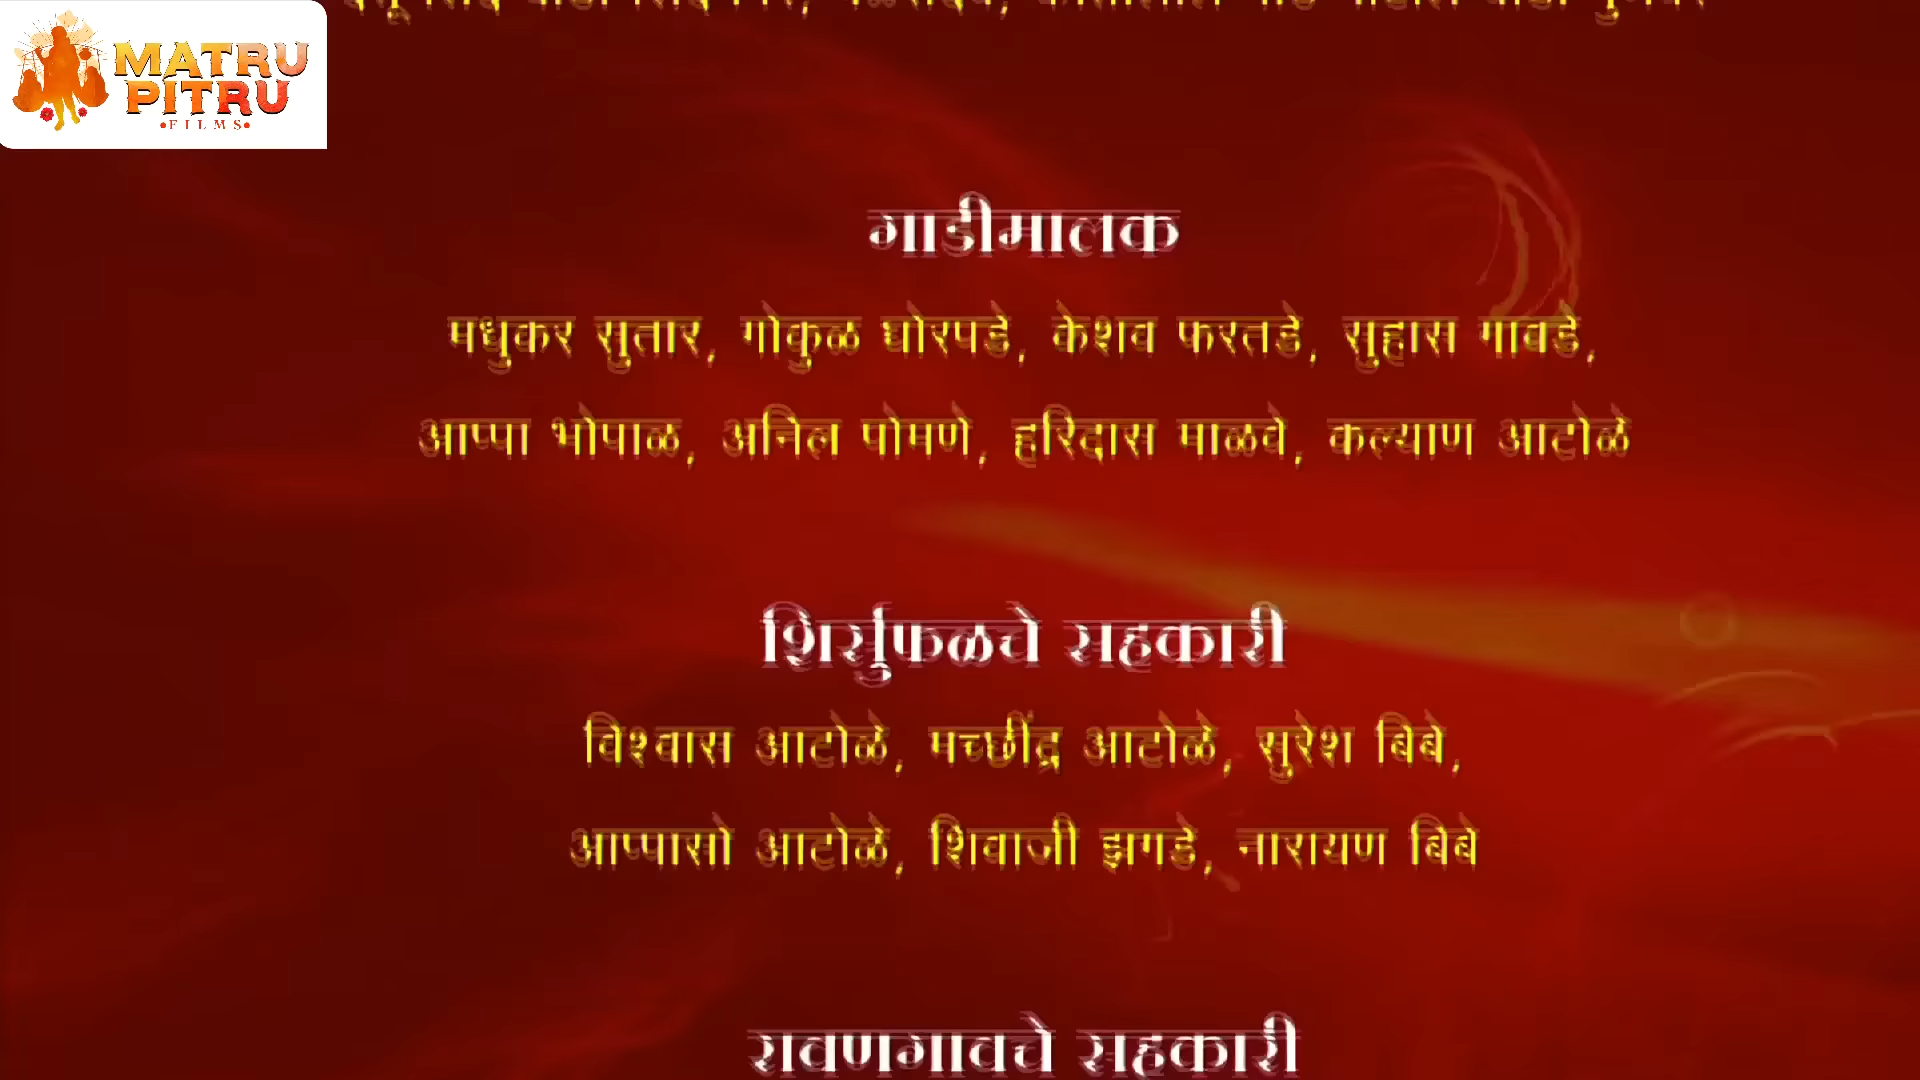 MATRU
PITRU
•FILMS•
गाडीमालक
मधुकर सुतार, गोकुळ घोरपडे, केशव फरतडे, सुहास गावडे,
आप्पा भोपाळ, अनिल पोमणे, हरिदास माळवे, कल्याण आटोळे
शिर्सुफळचे सहकारी
विश्वास आटोळे, मच्छींद्र आटोळे, सुरेश बिबे,
आप्पासो आटोळे, शिवाजी झगडे, नारायण बिबे
रावणगावचे सहकारी